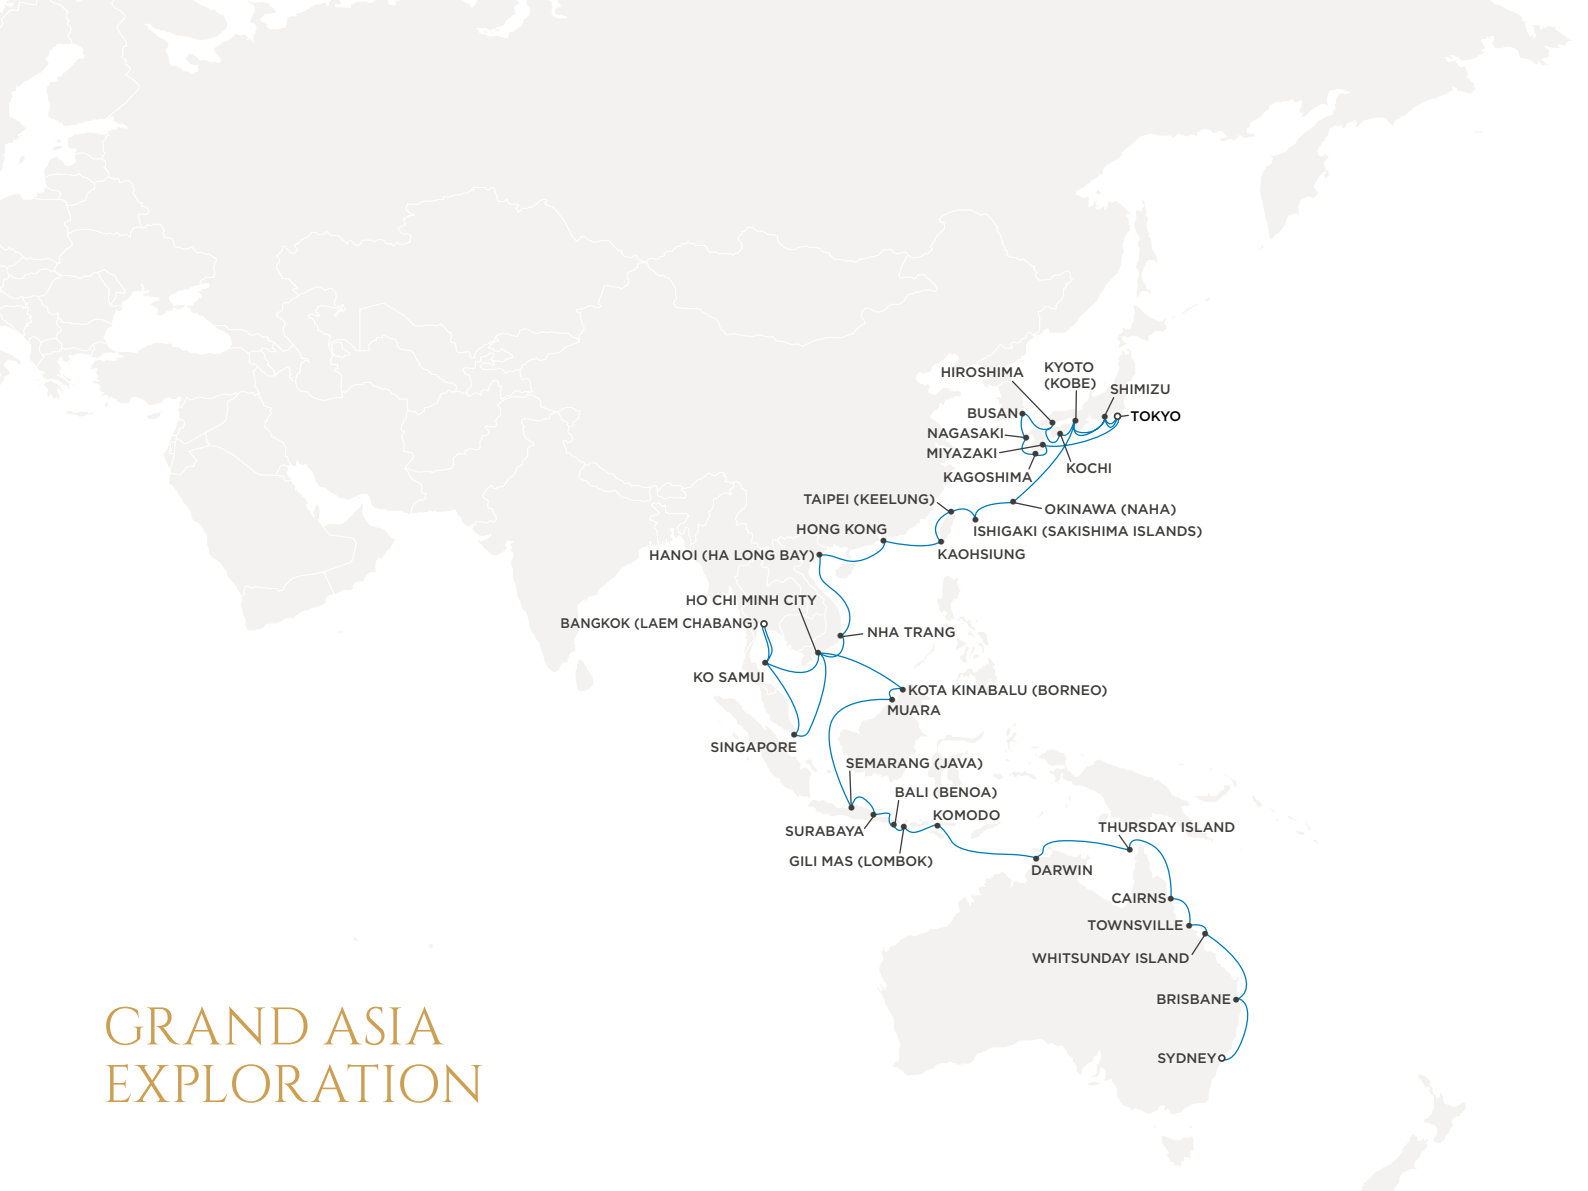 HIROSHIMA
KYOTO
(KOBE)
SHIMIZU
BUSAN
TOKYO
NAGASAKI
MIYAZAKI
KOCHI
KAGOSHIMA
TAIPEI (KEELUNG)
OKINAWA (NAHA)
HONG KONG
ISHIGAKI (SAKISHIMA ISLANDS)
HANOI (HA LONG BAY)
KAOHSIUNG
HO CHI MINH CITY
BANGKOK (LAEM CHABANG)
NHA TRANG
KO SAMUI
KOTA KINABALU (BORNEO)
MUARA
SINGAPORE
SEMARANG (JAVA)
BALI (BENOA)
KOMODO
SURABAYA
THURSDAY ISLAND
GILI MAS (LOMBOK)
DARWIN
CAIRNS
TOWNSVILLE
WHITSUNDAY ISLAND
BRISBANE
SYDNEY
GRAND ASIA
EXPLORATION